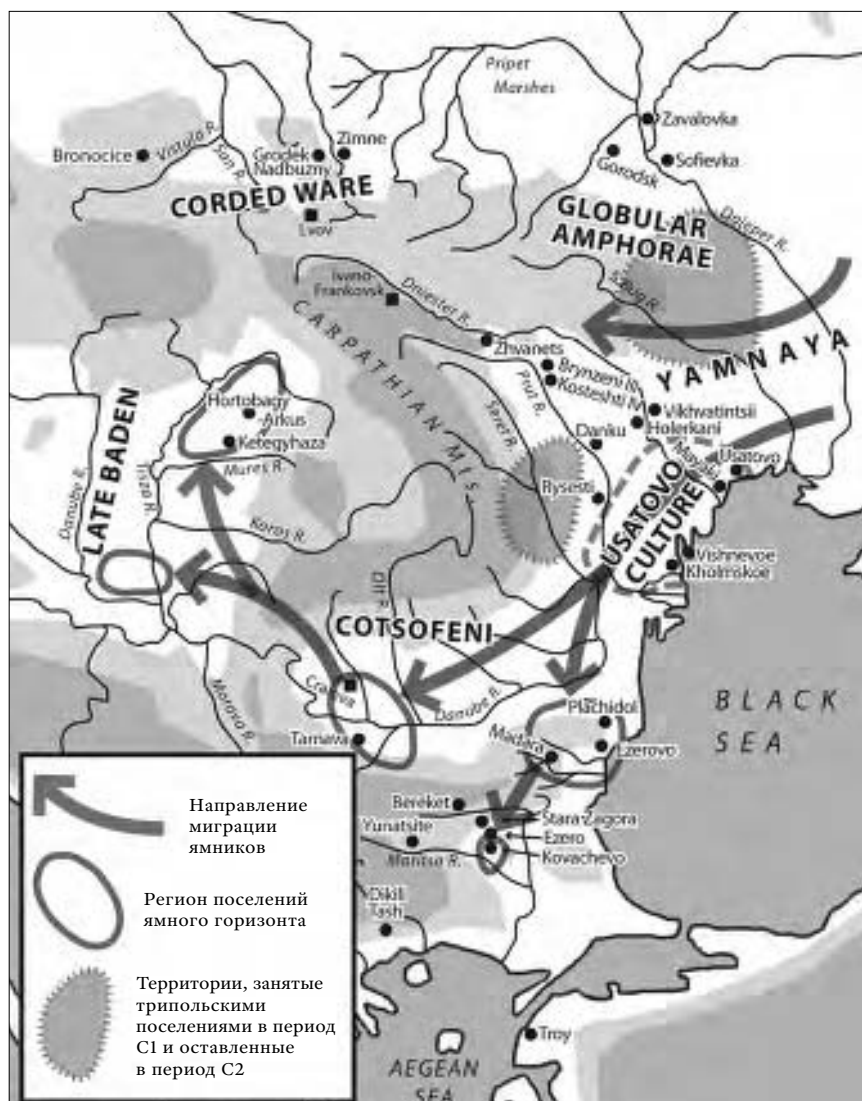 Pripet
Marshes
Zavalovka
Bronocice
Vistula R.
San R.
Grodek
Nadbuzny
Zimne
Gorodsk
Sofievka
CORDED WARE
Lvov
GLOBULAR
AMPHORAE
Dnieper R.
Ivano-
Frankovsk
Dniester R.
S.Bug R.
CARPATHIAN MTS.
Zhvanets
YAMNAYA
Brynzeni III
Kosteshti IV
Prut R.
Seret R.
Vikhvatintsii
Holerkani
Hortobagy
Arkus
Ketegyhaza
Danku
Mayaki
Usatovo
LATE BADEN
Danube R.
Tisza R.
Mures R.
Koros R.
Rysesti
USATOVO
CULTURE
Vishnevoe
Kholmskoe
Olt R.
COTSOFENI
Craiova
Danube R.
Morava R.
Tarnava
Plachidol
Madara
Ezerovo
BLACK
SEA
Bereket
Stara Zagora
Yunatsite
Ezero
Kovachevo
Maritsa R.
Dikili
Tash
Troy
AEGEAN
SEA
Направление
миграции
ямников
Регион поселений
ямного горизонта
Территории, занятые
трипольскими
поселениями в период
C1 и оставленные
в период C2